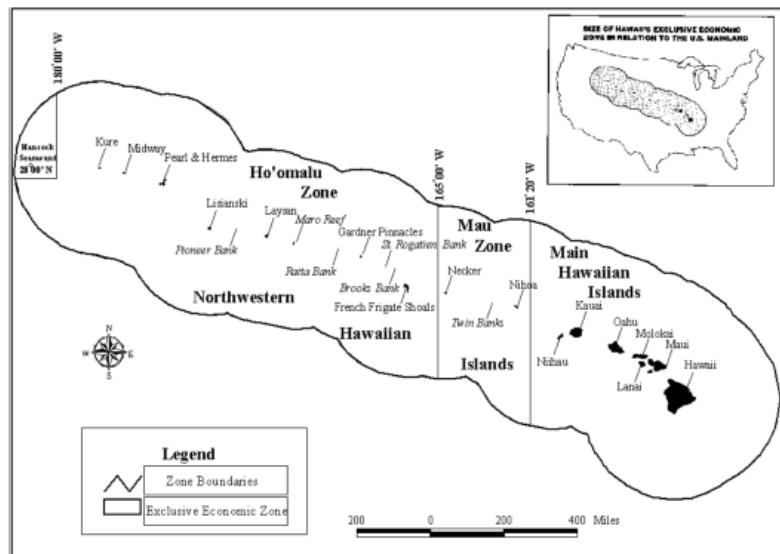 SIZE OF HAWAII'S EXCLUSIVE ECONOMIC
ZONE IN RELATION TO THE U.S. MAINLAND
180°00' W
Hancock
Seamount
28°00' N
Kure
Midway
Pearl & Hermes
Ho'omalu
Zone
165°00' W
161°20' W
Lisianski
Laysan
Maro Reef
Gardner Pinnacles
St. Rogatien Bank
Pioneer Bank
Raita Bank
Brooks Bank
French Frigate Shoals
Mau
Zone
Necker
Nihoa
Twin Banks
Main
Hawaiian
Islands
Kauai
Oahu
Molokai
Maui
Niihau
Lanai
Hawaii
Northwestern
Hawaiian
Islands
N
W
E
S
Legend
Zone Boundaries
Exclusive Economic Zone
200 0 200 400 Miles